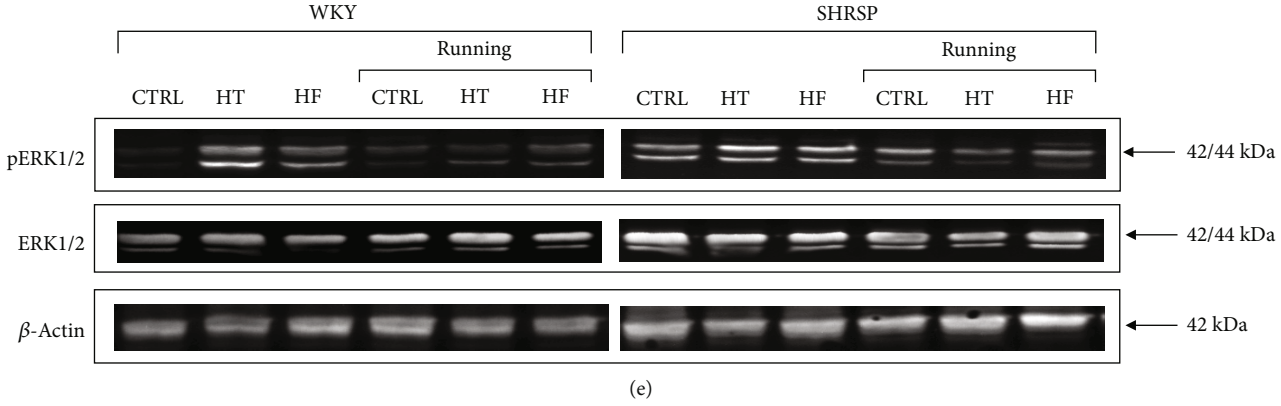 WKY SHRSP
Running Running
CTRL HT HF CTRL HT HF CTRL HT HF CTRL HT HF
pERK1/2 42/44 kDa
ERK1/2 42/44 kDa
β-Actin 42 kDa
(e)